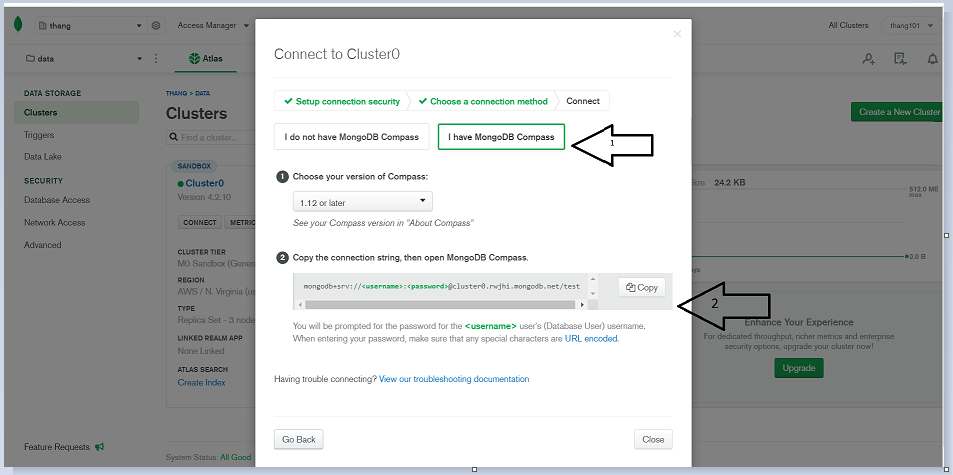 thang
Access Manager
All Clusters
thang101
data
Atlas
DATA STORAGE
Clusters
Triggers
Data Lake
SECURITY
Database Access
Network Access
Advanced
Feature Requests
THANG > DATA
Clusters
Find a cluster...
SANDBOX
Cluster0
Version 4.2.10
CONNECT
CLUSTER TIER
M0 Sandbox
REGION
AWS / N. Virginia
TYPE
Replica Set - 3
LINKED REALM APP
None Linked
ATLAS SEARCH
Create Index
System Status: All Good
Connect to Cluster0
Setup connection security
Choose a connection method
Connect
I do not have MongoDB Compass
I have MongoDB Compass
1
1 Choose your version of Compass:
1.12 or later
See your Compass version in "About Compass"
2 Copy the connection string, then open MongoDB Compass.
mongodb+srv://<username>:<password>@cluster0.rwjhi.mongodb.net/test
Copy
2
You will be prompted for the password for the <username> user's (Database User) username.
When entering your password, make sure that any special characters are URL encoded.
Having trouble connecting? View our troubleshooting documentation
Go Back
Close
Create a New Cluster
Size 24.2 KB
512.0 MB
max
0.0 B
Enhance Your Experience
For dedicated throughput, richer metrics and enterprise
security options, upgrade your cluster now!
Upgrade